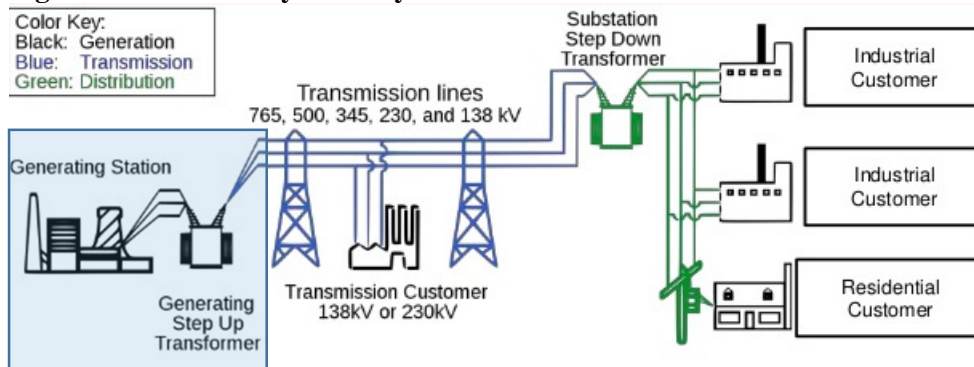 Color Key:
Black: Generation
Blue: Transmission
Green: Distribution
Substation
Step Down
Transformer
Industrial
Customer
Transmission lines
765, 500, 345, 230, and 138 kV
Generating Station
Industrial
Customer
Transmission Customer
138kV or 230kV
Generating
Step Up
Transformer
Residential
Customer